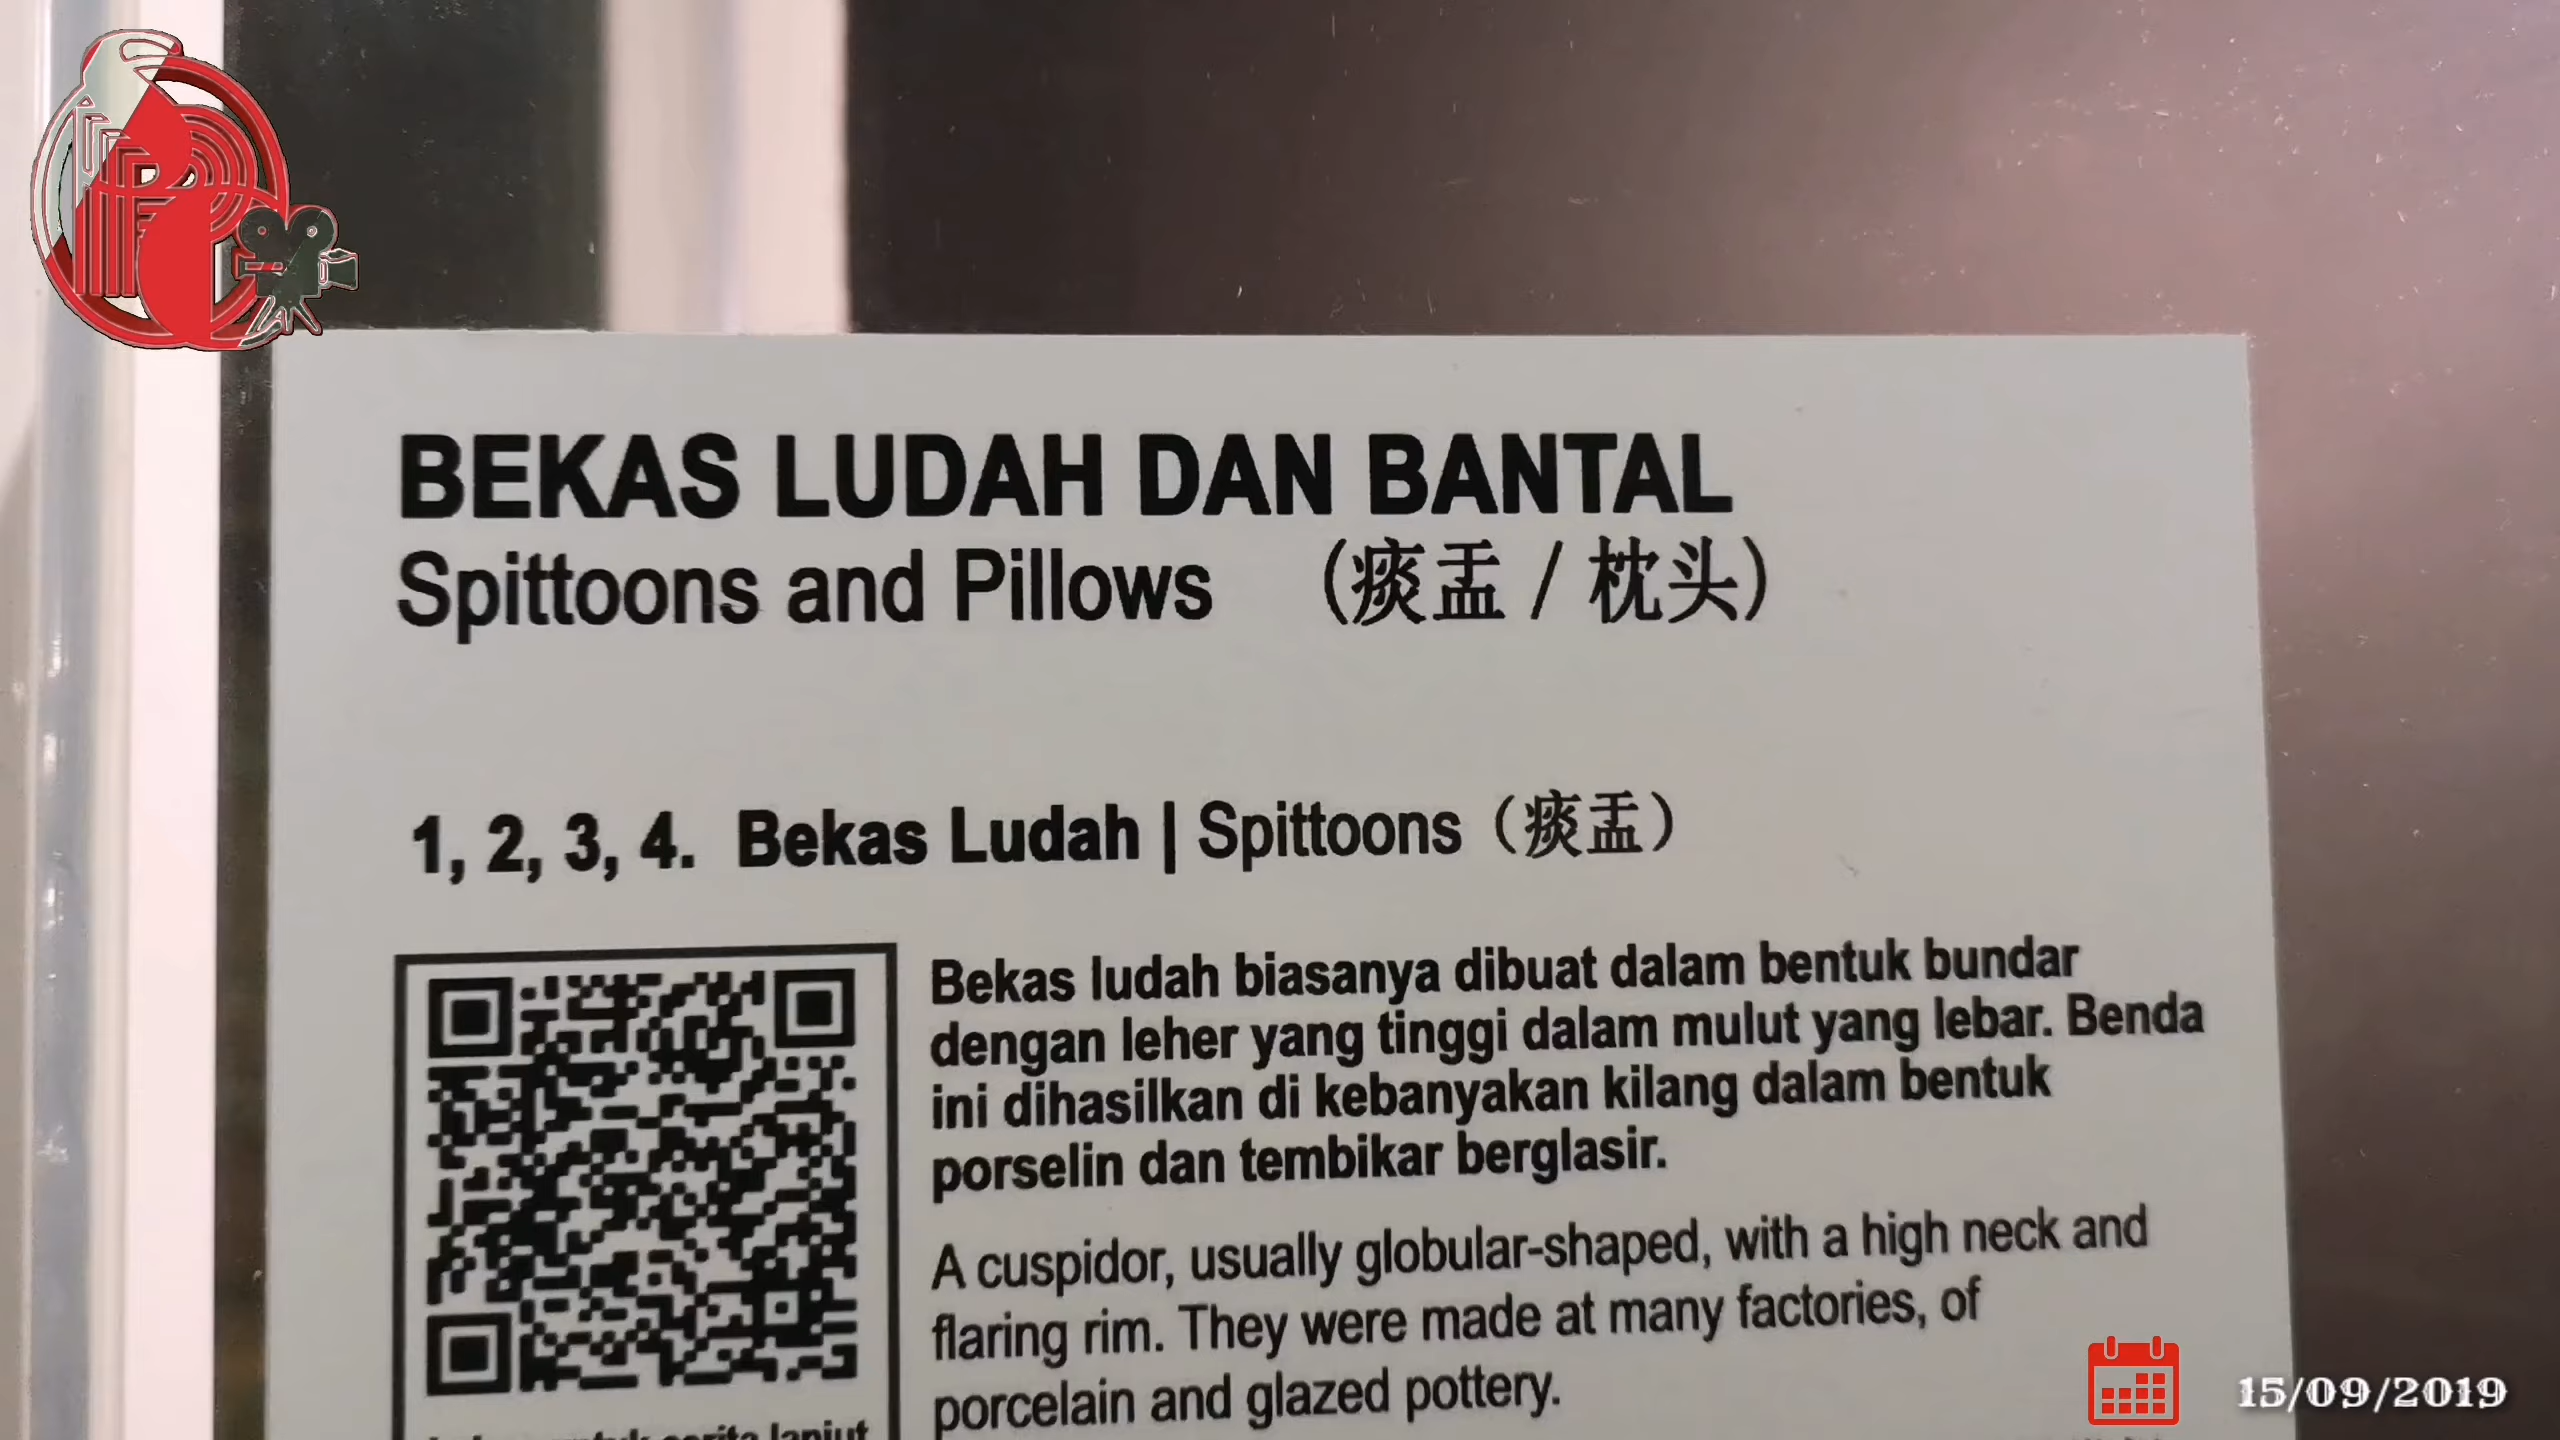 BEKAS LUDAH DAN BANTAL
Spittoons and Pillows (痰盂 / 枕头)
1, 2, 3, 4. Bekas Ludah | Spittoons (痰盂)
Bekas ludah biasanya dibuat dalam bentuk bundar
dengan leher yang tinggi dalam mulut yang lebar. Benda
ini dihasilkan di kebanyakan kilang dalam bentuk
porselin dan tembikar berglasir.
A cuspidor, usually globular-shaped, with a high neck and
flaring rim. They were made at many factories, of
porcelain and glazed pottery.
lanjut
15/09/2019